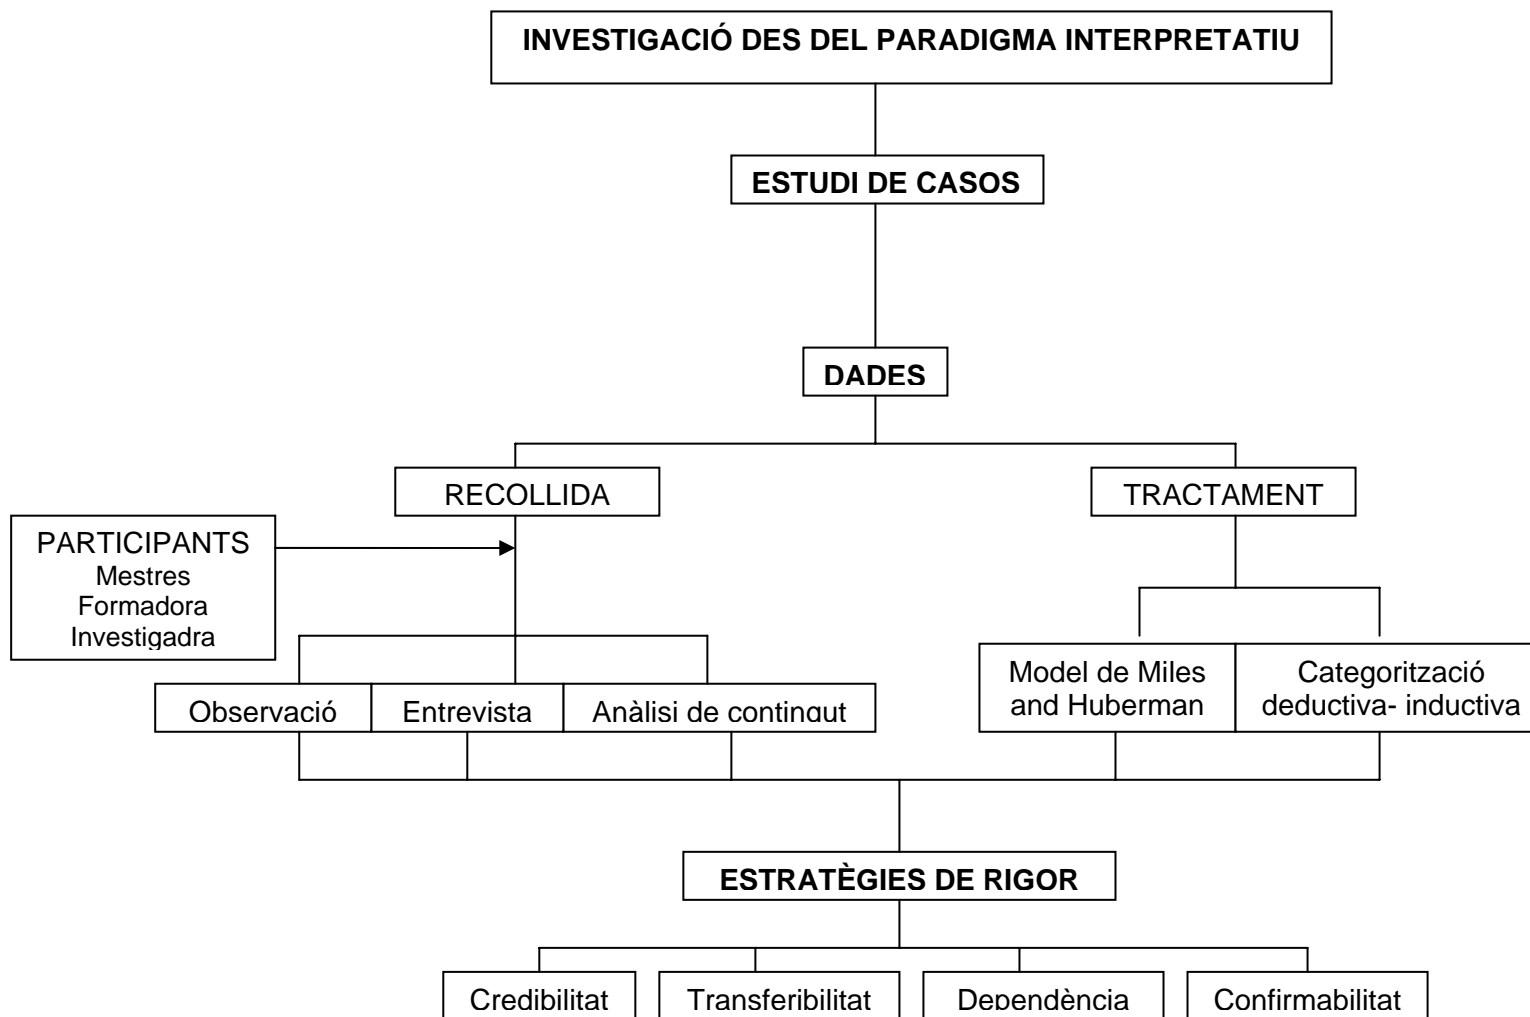 INVESTIGACIÓ DES DEL PARADIGMA INTERPRETATIU
ESTUDI DE CASOS
DADES
RECOLLIDA
TRACTAMENT
PARTICIPANTS
Mestres
Formadora
Investigadra
Observació
Entrevista
Anàlisi de contingut
Model de Miles
and Huberman
Categorització
deductiva- inductiva
ESTRATÈGIES DE RIGOR
Credibilitat
Transferibilitat
Dependència
Confirmabilitat